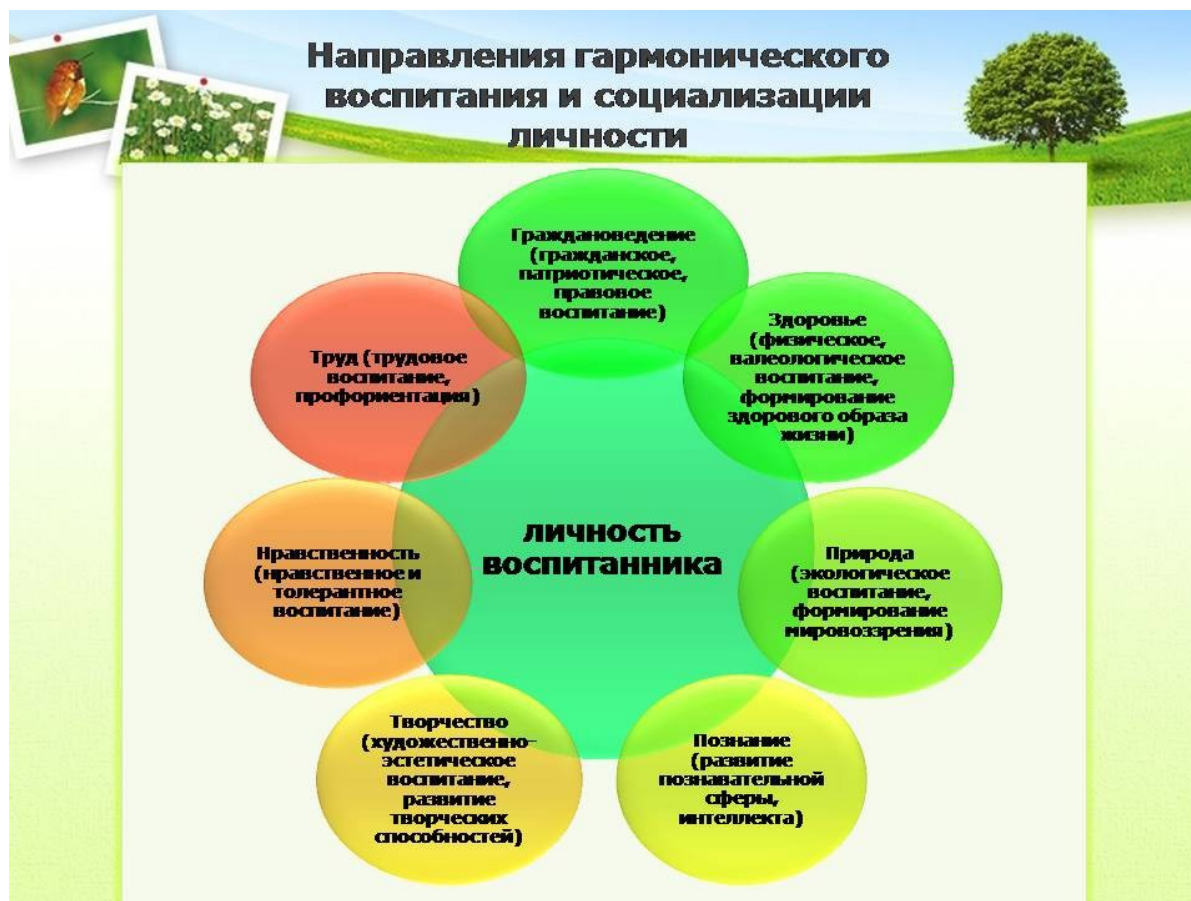 Направления гармонического
воспитания и социализации
личности
Граждановедение
(гражданское,
патриотическое,
правовое
воспитание)
Здоровье
(физическое,
валеологическое
воспитание,
формирование
здорового образа
жизни)
Природа
(экологическое
воспитание,
формирование
мировоззрения)
Познание
(развитие
познавательной
сферы,
интеллекта)
Творчество
(художественно–
эстетическое
воспитание,
развитие
творческих
способностей)
Нравственность
(нравственное и
толерантное
воспитание)
Труд (трудовое
воспитание,
профориентация)
личность
воспитанника